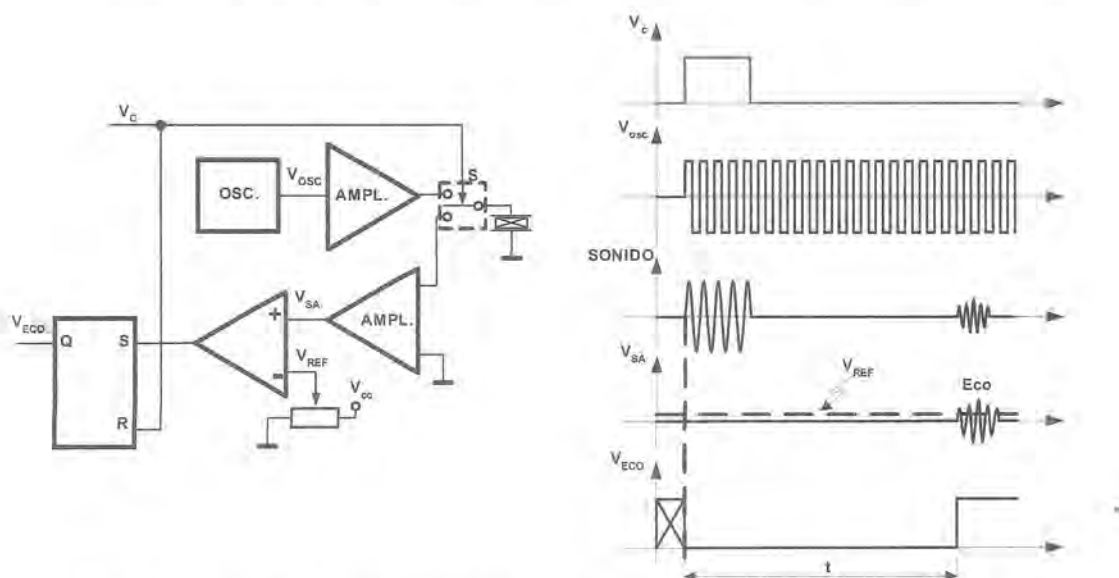 V_C
OSC.
V_OSC
AMPL.
S
V_ECO
Q
S
R
+
-
V_SA
AMPL.
V_REF
V_cc
V_C
V_osc
SONIDO
V_SA
V_REF
Eco
V_ECO
t